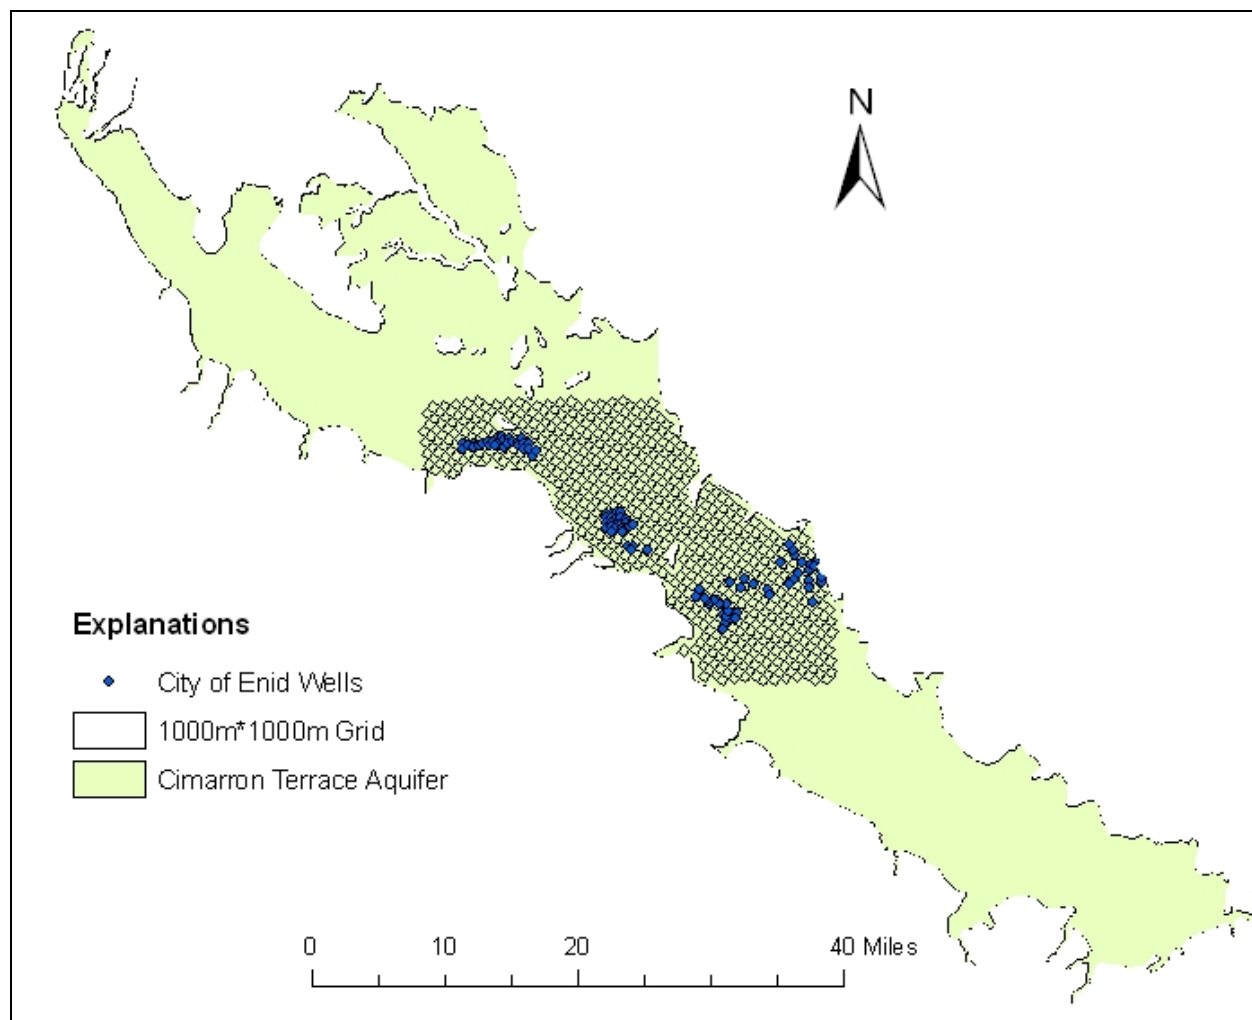 N
Explanations
City of Enid Wells
1000m*1000m Grid
Cimarron Terrace Aquifer
0 10 20 40 Miles